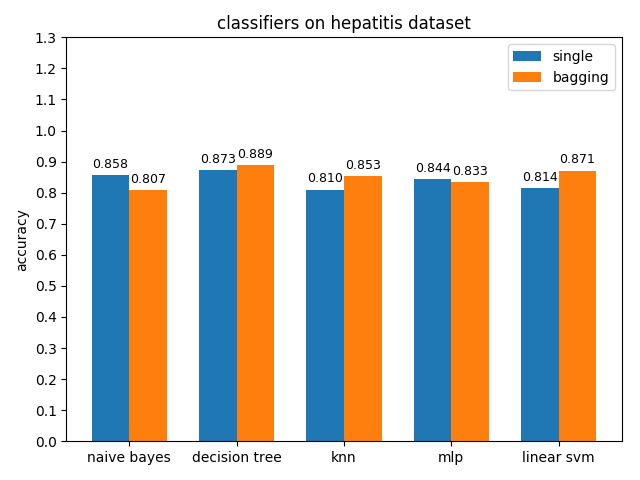 classifiers on hepatitis dataset
single
bagging
accuracy
1.3
1.2
1.1
1.0
0.9
0.8
0.7
0.6
0.5
0.4
0.3
0.2
0.1
0.0
0.858
0.807
0.873
0.889
0.810
0.853
0.844
0.833
0.814
0.871
naive bayes
decision tree
knn
mlp
linear svm